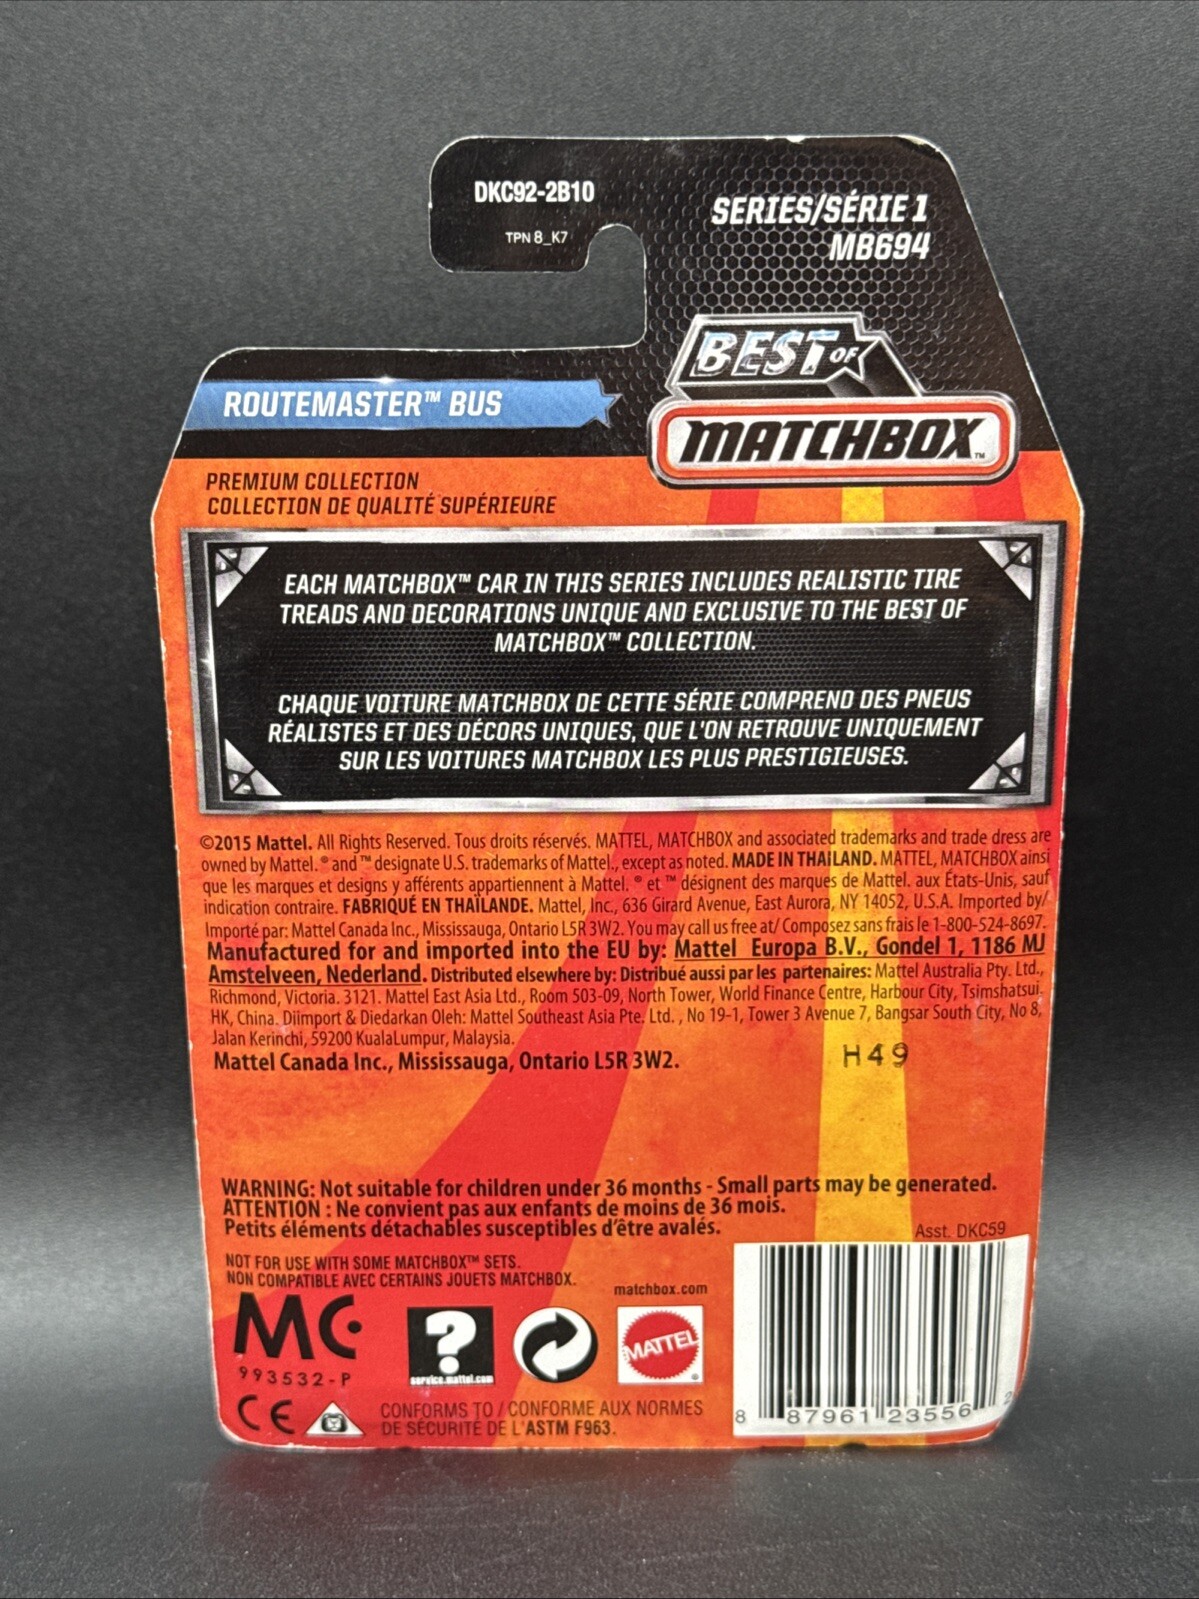 DKC92-2B10
TPN 8_K7
SERIES/SÉRIE 1
MB694
BEST OF
MATCHBOX™
ROUTEMASTER™ BUS
PREMIUM COLLECTION
COLLECTION DE QUALITÉ SUPÉRIEURE
EACH MATCHBOX™ CAR IN THIS SERIES INCLUDES REALISTIC TIRE
TREADS AND DECORATIONS UNIQUE AND EXCLUSIVE TO THE BEST OF
MATCHBOX™ COLLECTION.
CHAQUE VOITURE MATCHBOX DE CETTE SÉRIE COMPREND DES PNEUS
RÉALISTES ET DES DÉCORS UNIQUES, QUE L'ON RETROUVE UNIQUEMENT
SUR LES VOITURES MATCHBOX LES PLUS PRESTIGIEUSES.
©2015 Mattel. All Rights Reserved. Tous droits réservés. MATTEL, MATCHBOX and associated trademarks and trade dress are
owned by Mattel. ® and ™ designate U.S. trademarks of Mattel., except as noted. MADE IN THAILAND. MATTEL, MATCHBOX ainsi
que les marques et designs y afférents appartiennent à Mattel. ® et ™ désignent des marques de Mattel. aux États-Unis, sauf
indication contraire. FABRIQUÉ EN THAÏLANDE. Mattel, Inc., 636 Girard Avenue, East Aurora, NY 14052, U.S.A. Imported by/
Importé par: Mattel Canada Inc., Mississauga, Ontario L5R 3W2. You may call us free at/ Composez sans frais le 1-800-524-8697.
Manufactured for and imported into the EU by: Mattel Europa B.V., Gondel 1, 1186 MJ
Amstelveen, Nederland. Distributed elsewhere by: Distribué aussi par les partenaires: Mattel Australia Pty. Ltd.,
Richmond, Victoria. 3121. Mattel East Asia Ltd., Room 503-09, North Tower, World Finance Centre, Harbour City, Tsimshatsui.
HK, China. Diimport & Diedarkan Oleh: Mattel Southeast Asia Pte. Ltd. , No 19-1, Tower 3 Avenue 7, Bangsar South City, No 8,
Jalan Kerinchi, 59200 KualaLumpur, Malaysia.
Mattel Canada Inc., Mississauga, Ontario L5R 3W2.
H49
WARNING: Not suitable for children under 36 months - Small parts may be generated.
ATTENTION : Ne convient pas aux enfants de moins de 36 mois.
Petits éléments détachables susceptibles d'être avalés.
Asst. DKC59
NOT FOR USE WITH SOME MATCHBOX™ SETS.
NON COMPATIBLE AVEC CERTAINS JOUETS MATCHBOX.
matchbox.com
MC
993532-P
?
service.mattel.com
MATTEL®
CE
CONFORMS TO / CONFORME AUX NORMES
DE SÉCURITÉ DE L'ASTM F963.
8 87961 23556 2